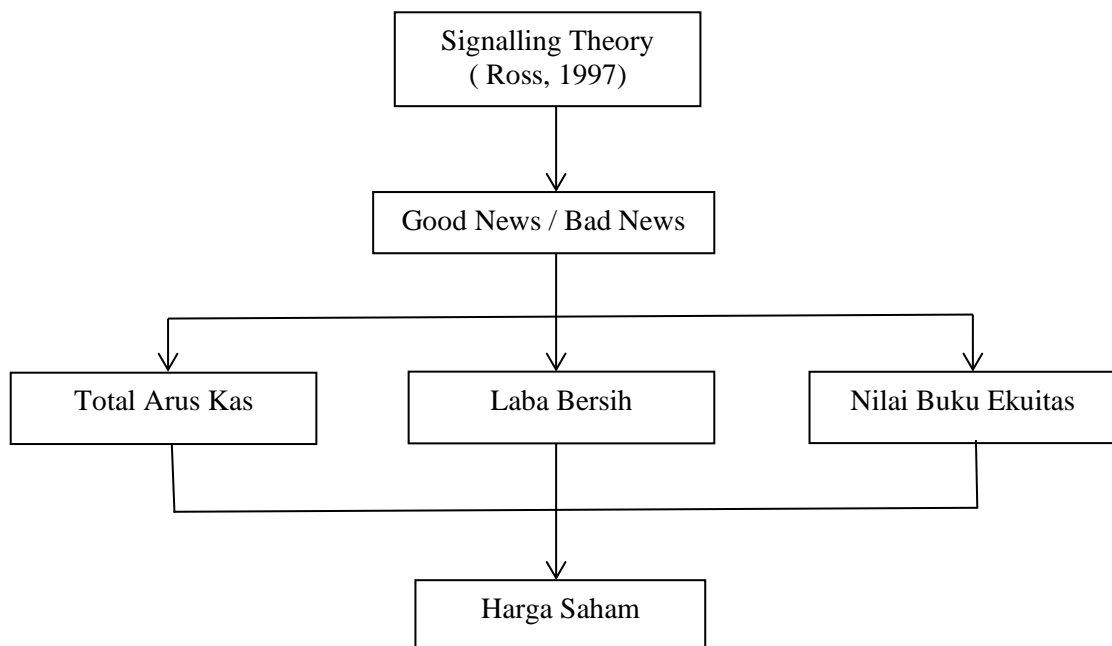 Signalling Theory
( Ross, 1997)
Good News / Bad News
Total Arus Kas
Laba Bersih
Nilai Buku Ekuitas
Harga Saham